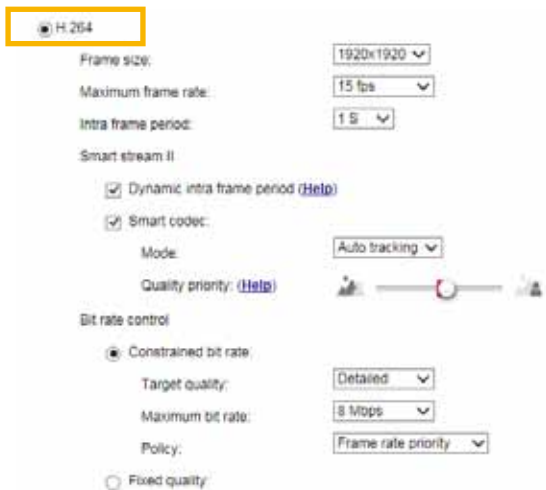 H.264
Frame size: 1920x1920
Maximum frame rate: 15 fps
Intra frame period: 1 S
Smart stream II
Dynamic intra frame period (Help)
Smart codec:
Mode: Auto tracking
Quality priority: (Help)
Bit rate control
Constrained bit rate:
Target quality: Detailed
Maximum bit rate: 8 Mbps
Policy: Frame rate priority
Fixed quality